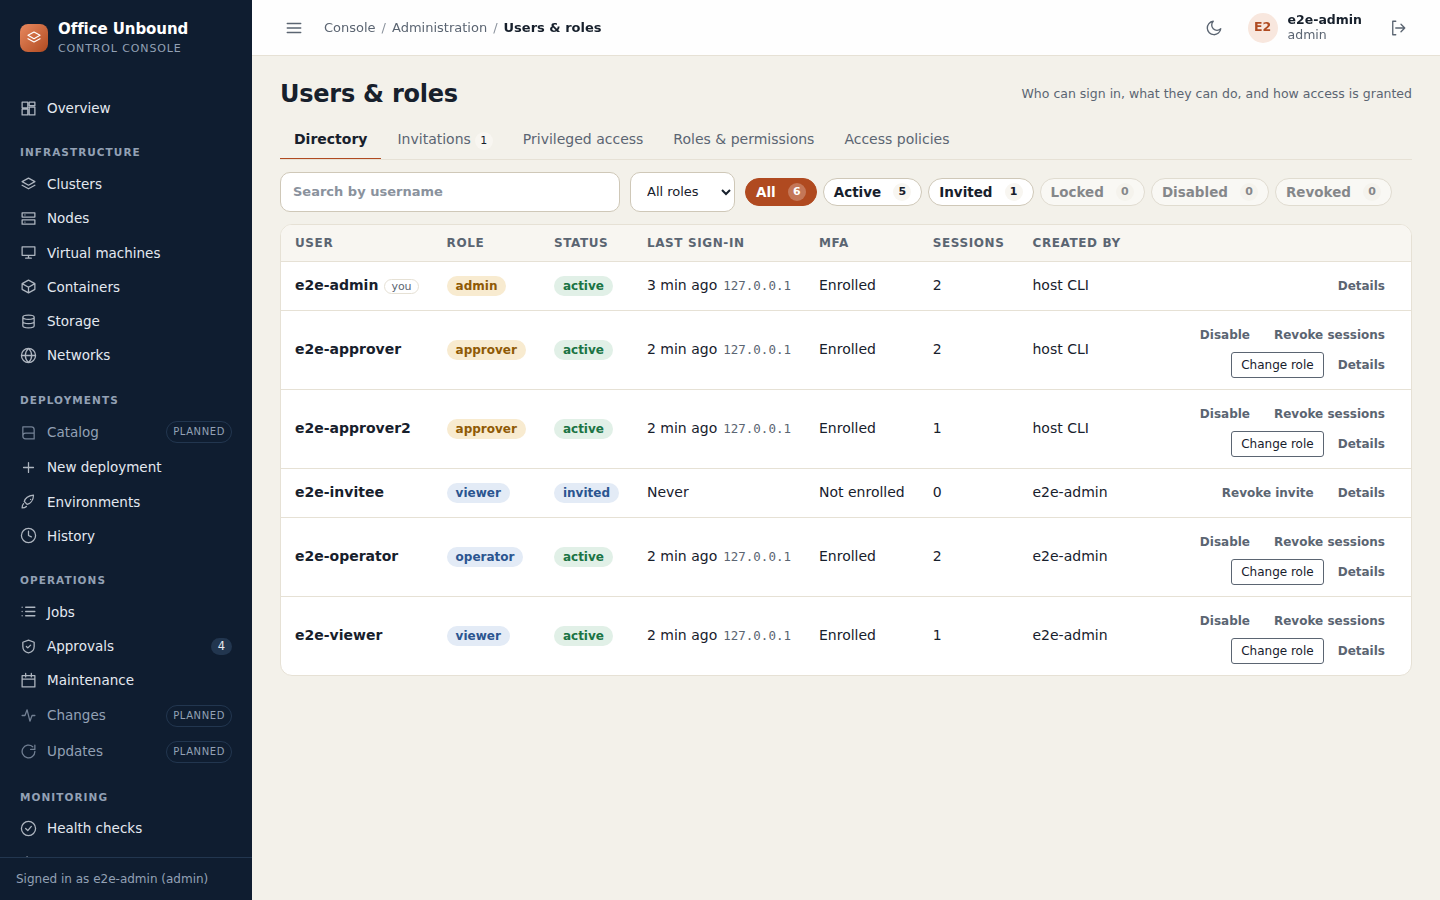 Office Unbound
CONTROL CONSOLE
Overview
INFRASTRUCTURE
Clusters
Nodes
Virtual machines
Containers
Storage
Networks
DEPLOYMENTS
Catalog PLANNED
New deployment
Environments
History
OPERATIONS
Jobs
Approvals 4
Maintenance
Changes PLANNED
Updates PLANNED
MONITORING
Health checks
Signed in as e2e-admin (admin)
Console / Administration / Users & roles
E2 e2e-admin
admin
Users & roles
Who can sign in, what they can do, and how access is granted
Directory Invitations 1 Privileged access Roles & permissions Access policies
Search by username All roles All 6 Active 5 Invited 1 Locked 0 Disabled 0 Revoked 0
USER ROLE STATUS LAST SIGN-IN MFA SESSIONS CREATED BY
e2e-admin you admin active 3 min ago 127.0.0.1 Enrolled 2 host CLI Details
e2e-approver approver active 2 min ago 127.0.0.1 Enrolled 2 host CLI Disable Revoke sessions
Change role Details
e2e-approver2 approver active 2 min ago 127.0.0.1 Enrolled 1 host CLI Disable Revoke sessions
Change role Details
e2e-invitee viewer invited Never Not enrolled 0 e2e-admin Revoke invite Details
e2e-operator operator active 2 min ago 127.0.0.1 Enrolled 2 e2e-admin Disable Revoke sessions
Change role Details
e2e-viewer viewer active 2 min ago 127.0.0.1 Enrolled 1 e2e-admin Disable Revoke sessions
Change role Details